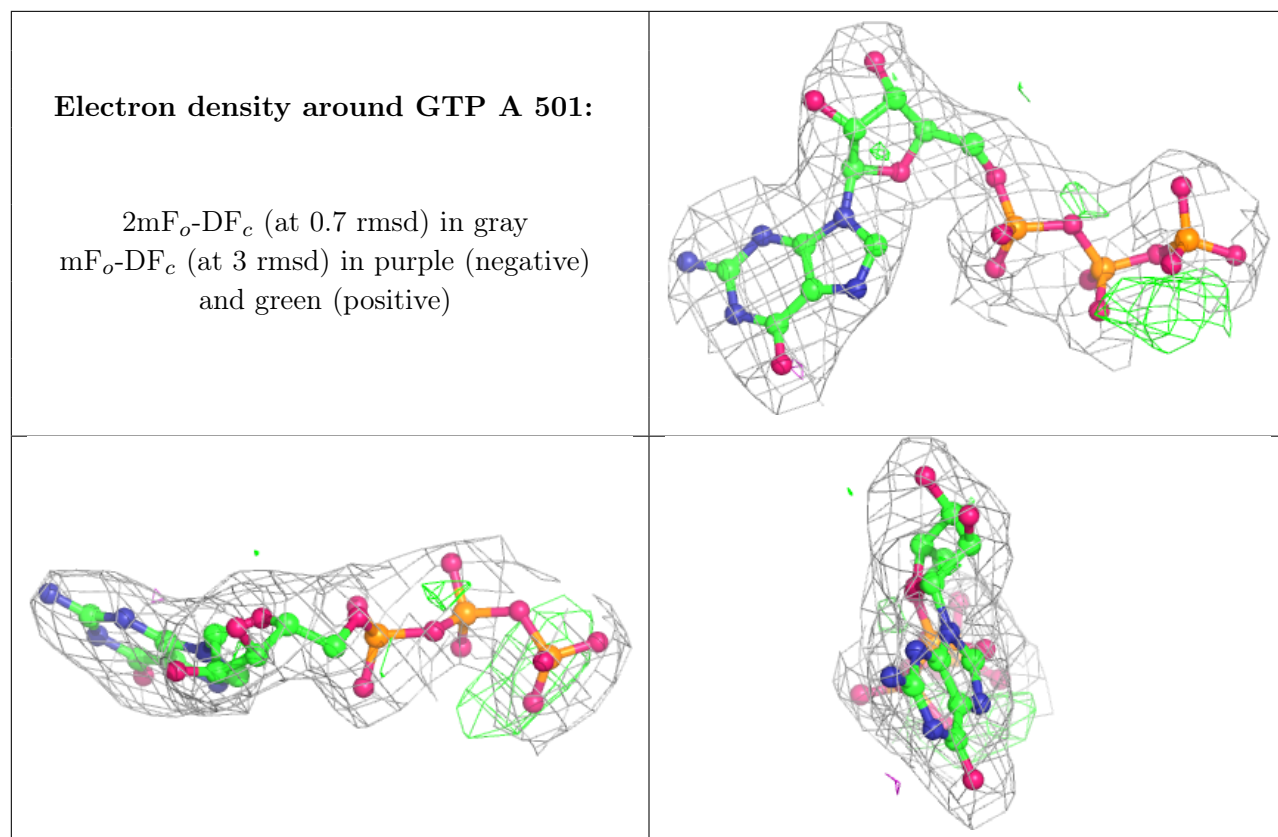 Electron density around GTP A 501:
2mFo-DFc (at 0.7 rmsd) in gray
mFo-DFc (at 3 rmsd) in purple (negative)
and green (positive)